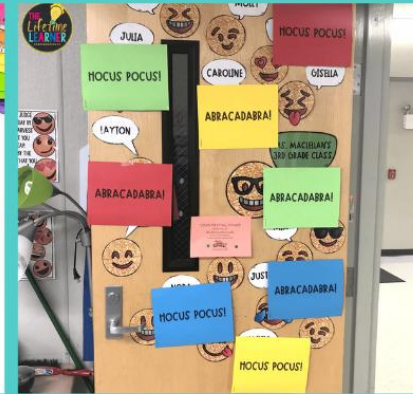 THE
Lifetime
LEARNER
MOLLY
JULIA
HOCUS POCUS!
HOCUS POCUS!
CAROLINE
GISELLA
ABRACADABRA!
LAYTON
MS. MACLELLAN'S
3RD GRADE CLASS
ABRACADABRA!
ABRACADABRA!
ABRACADABRA!
HOCUS POCUS!
HOCUS POCUS!